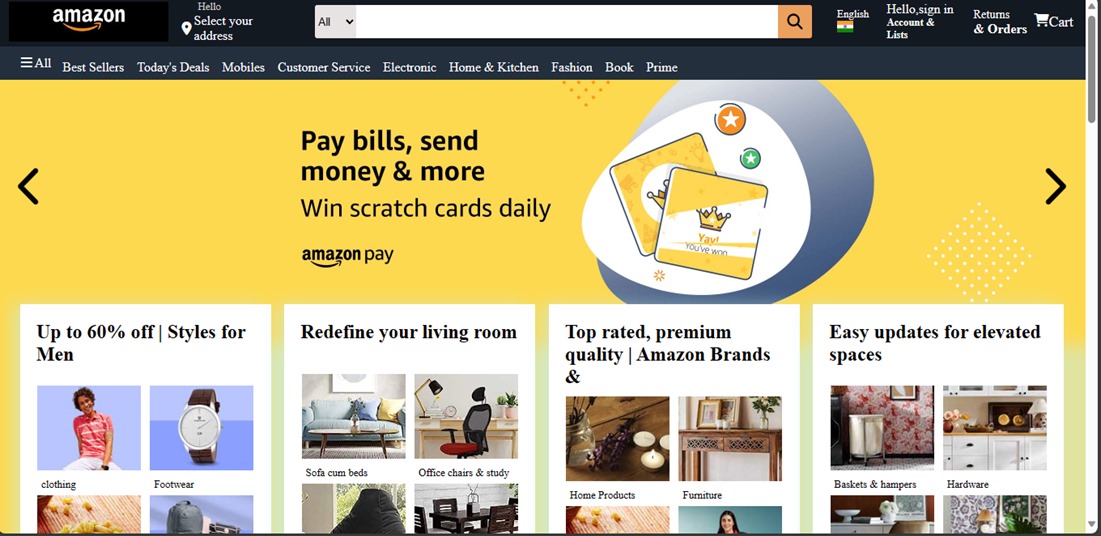 amazon
Hello
Select your
address
All
English
Hello,sign in
Account &
Lists
Returns
& Orders
Cart
All
Best Sellers
Today's Deals
Mobiles
Customer Service
Electronic
Home & Kitchen
Fashion
Book
Prime
Pay bills, send
money & more
Win scratch cards daily
amazon pay
Yay!
You've won
Up to 60% off | Styles for
Men
Redefine your living room
Top rated, premium
quality | Amazon Brands
&
Easy updates for elevated
spaces
clothing
Footwear
Sofa cum beds
Office chairs & study
Home Products
Furniture
Baskets & hampers
Hardware